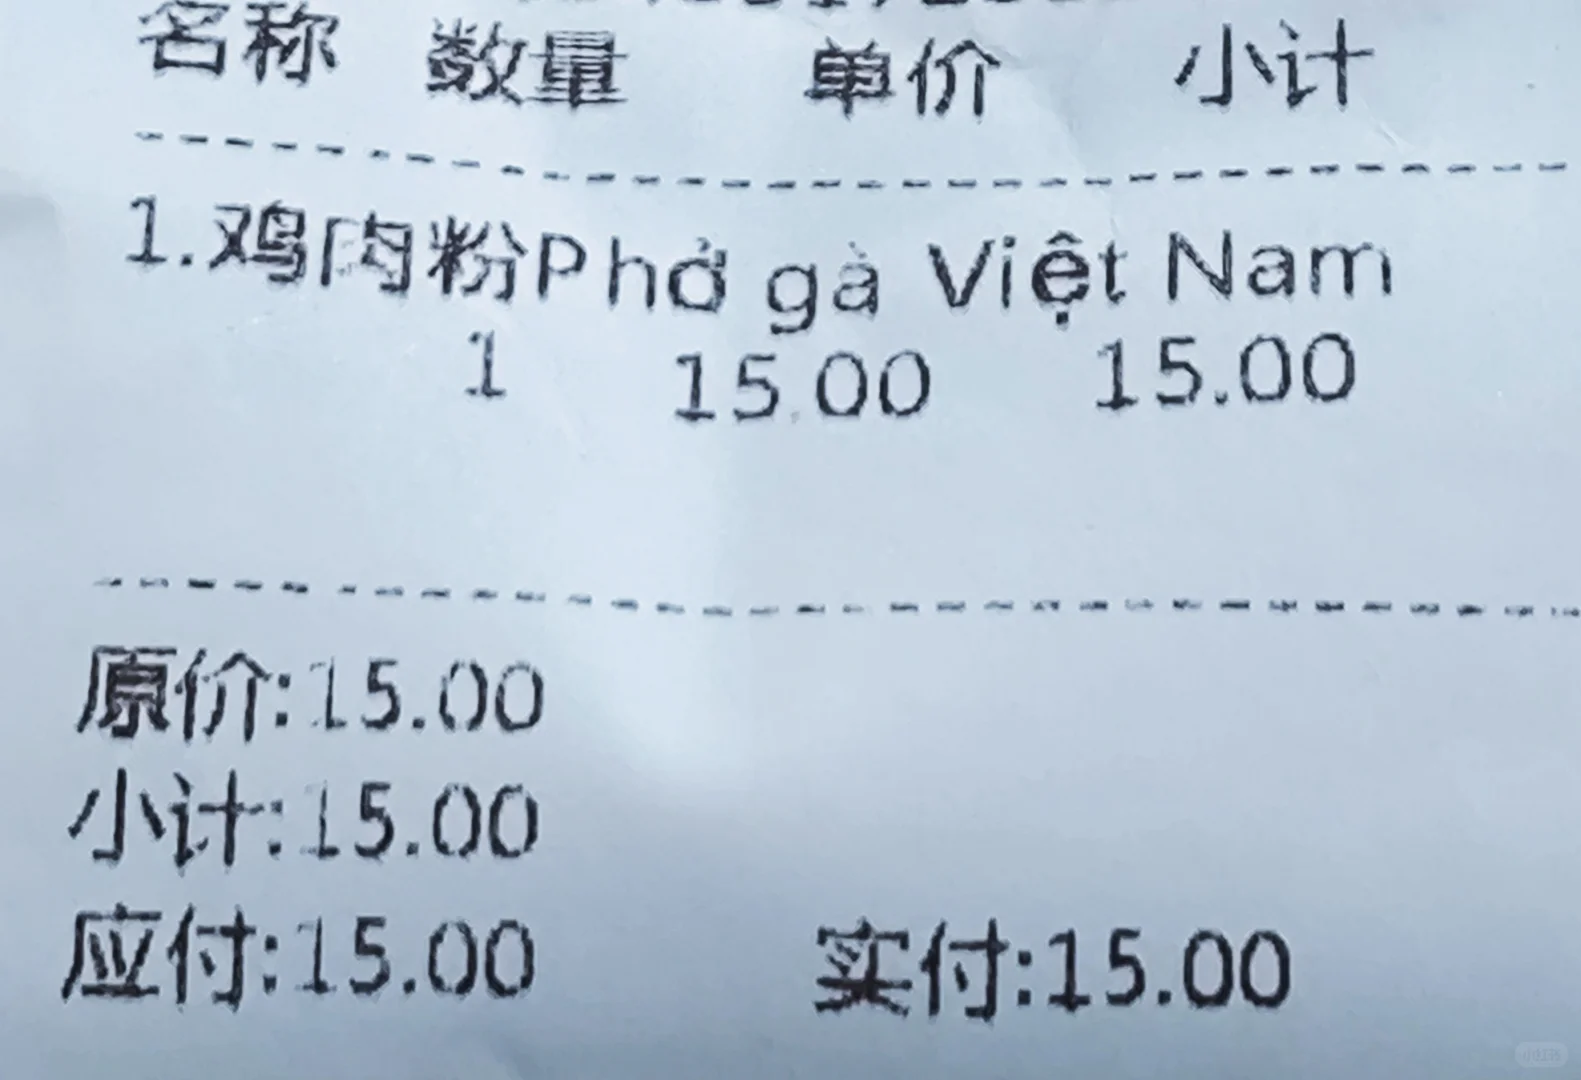 名称 数量 单价 小计
1.鸡肉粉Phở gà Việt Nam
1 15.00 15.00
原价:15.00
小计:15.00
应付:15.00 实付:15.00